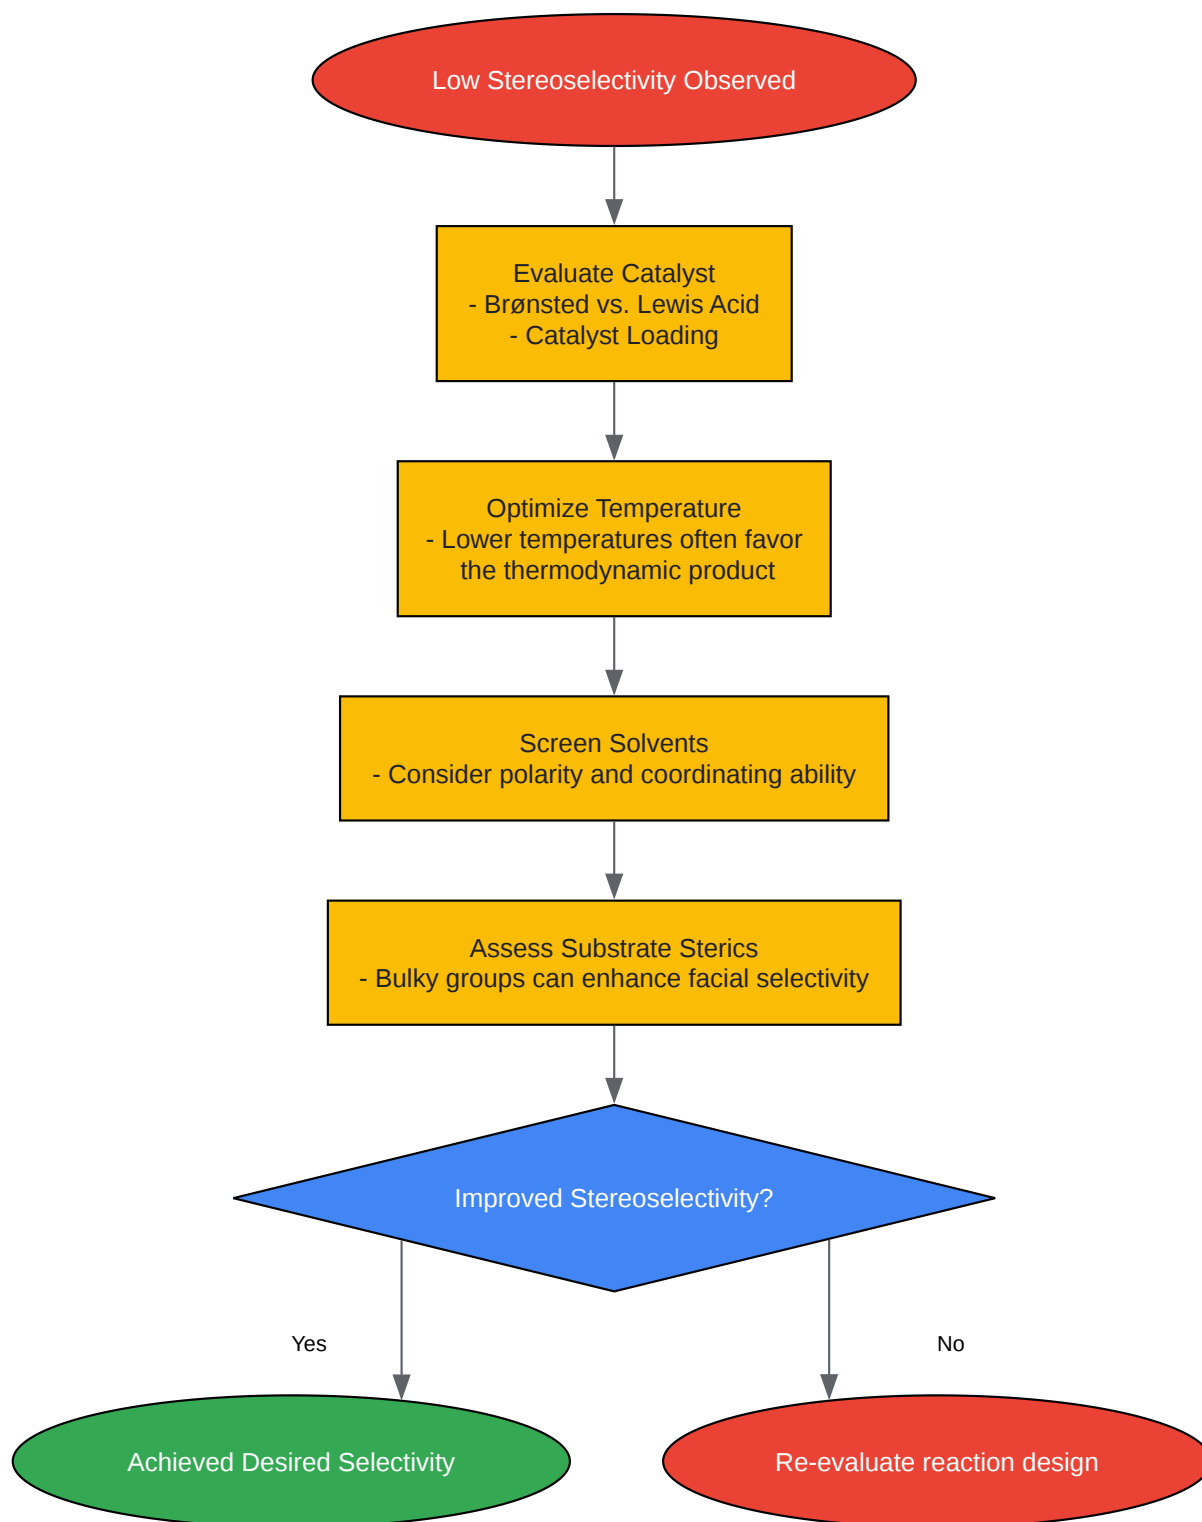 Low Stereoselectivity Observed
Evaluate Catalyst
- Brønsted vs. Lewis Acid
- Catalyst Loading
Optimize Temperature
- Lower temperatures often favor
the thermodynamic product
Screen Solvents
- Consider polarity and coordinating ability
Assess Substrate Sterics
- Bulky groups can enhance facial selectivity
Improved Stereoselectivity?
Yes
No
Achieved Desired Selectivity
Re-evaluate reaction design